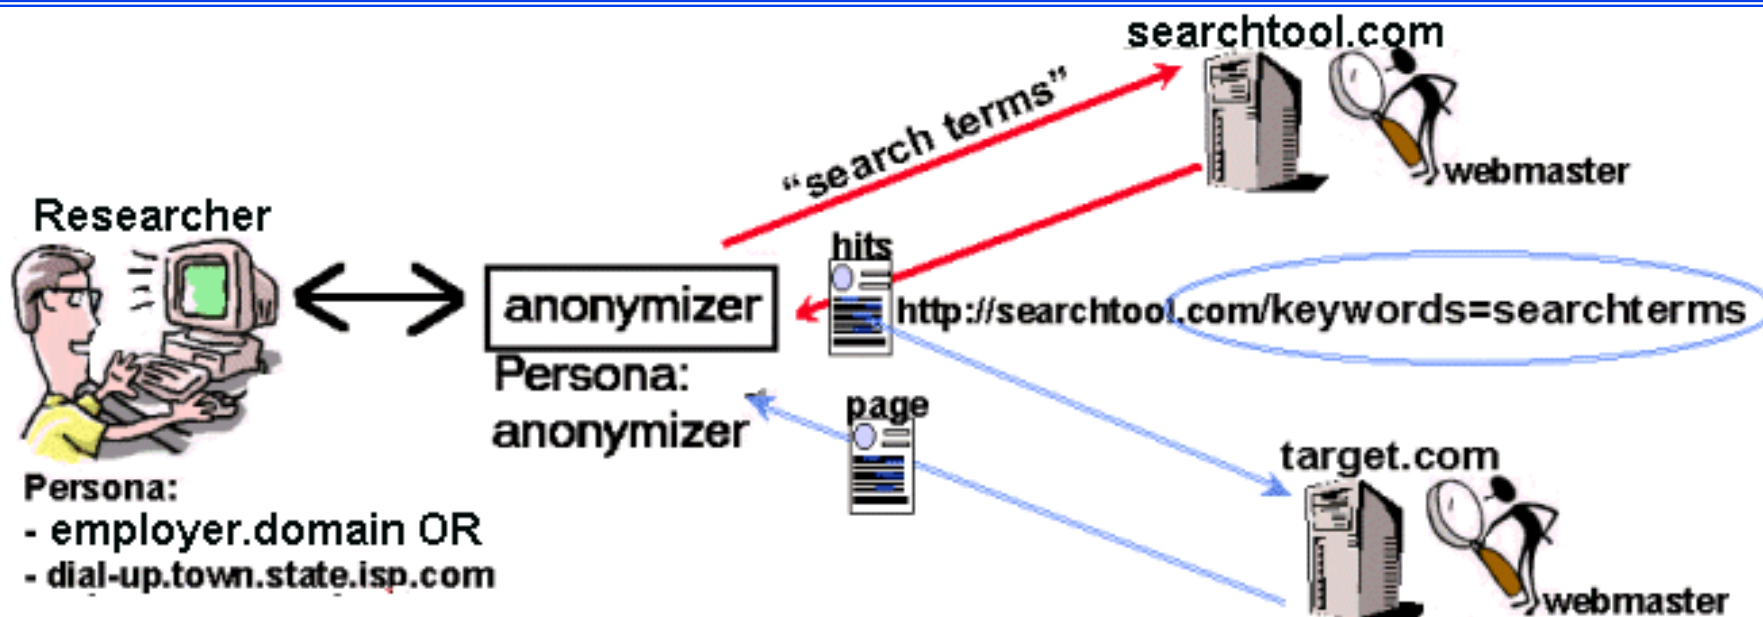 searchtool.com
"search terms"
webmaster
Researcher
hits
anonymizer
http://searchtool.com/keywords=searchterms
Persona:
anonymizer
page
target.com
Persona:
- employer.domain OR
- dial-up.town.state.isp.com
webmaster